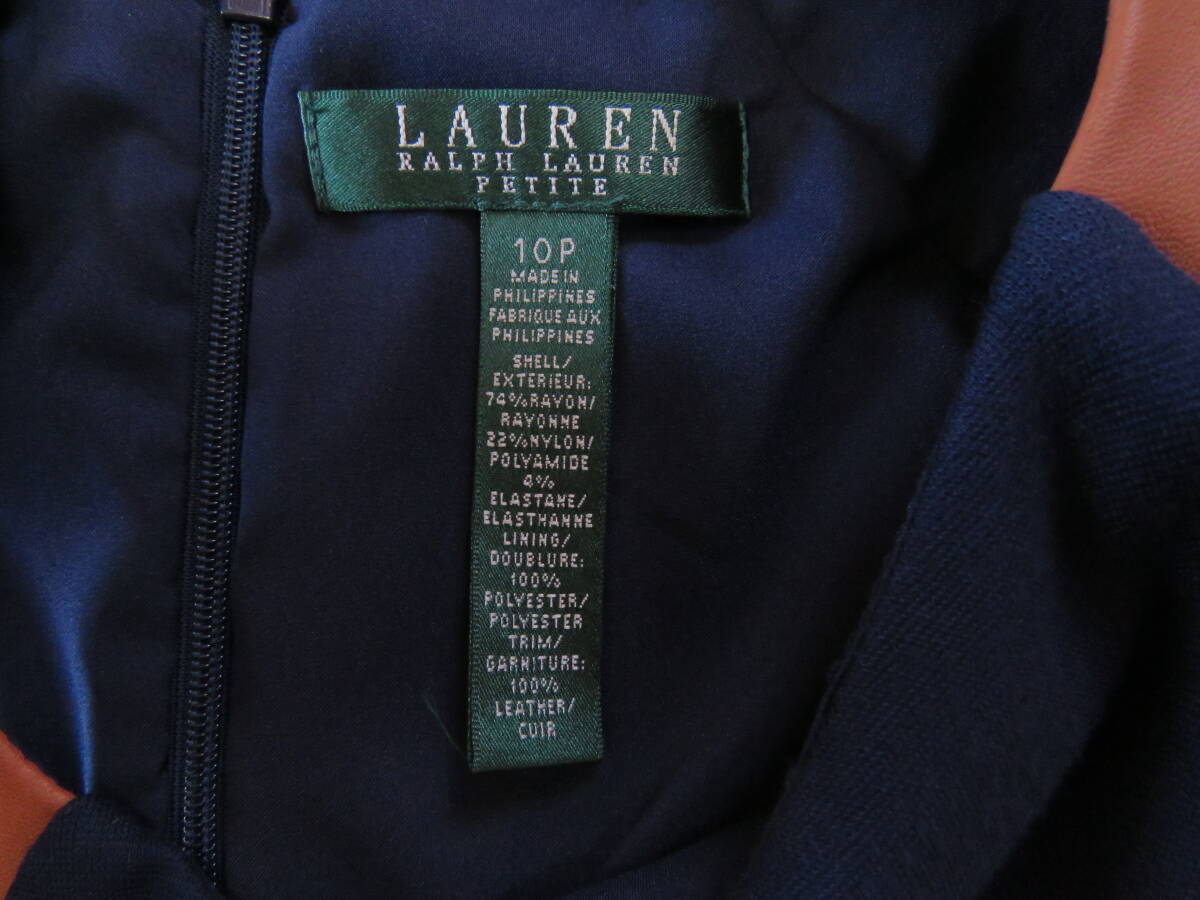 LAUREN
RALPH LAUREN
PETITE
10P
MADE IN
PHILIPPINES
FABRIQUE AUX
PHILIPPINES
SHELL/
EXTERIEUR:
74%RAYON/
RAYONNE
22%NYLON/
POLYAMIDE
4%
ELASTANE/
ELASTHANNE
LINING/
DOUBLURE:
100%
POLYESTER/
POLYESTER
TRIM/
GARNITURE:
100%
LEATHER/
CUIR